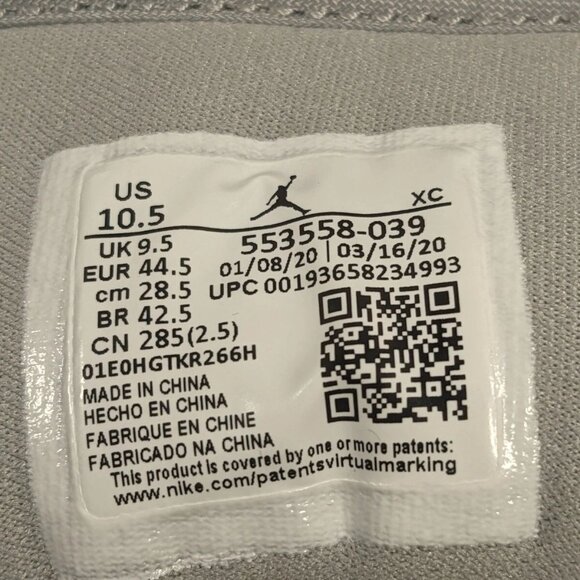 US
10.5
XC
UK 9.5
EUR 44.5
cm 28.5
BR 42.5
CN 285(2.5)
553558-039
01/08/20 | 03/16/20
UPC 00193658234993
01E0HGTKR266H
MADE IN CHINA
HECHO EN CHINA
FABRIQUE EN CHINE
FABRICADO NA CHINA
This product is covered by one or more patents:
www.nike.com/patentsvirtualmarking